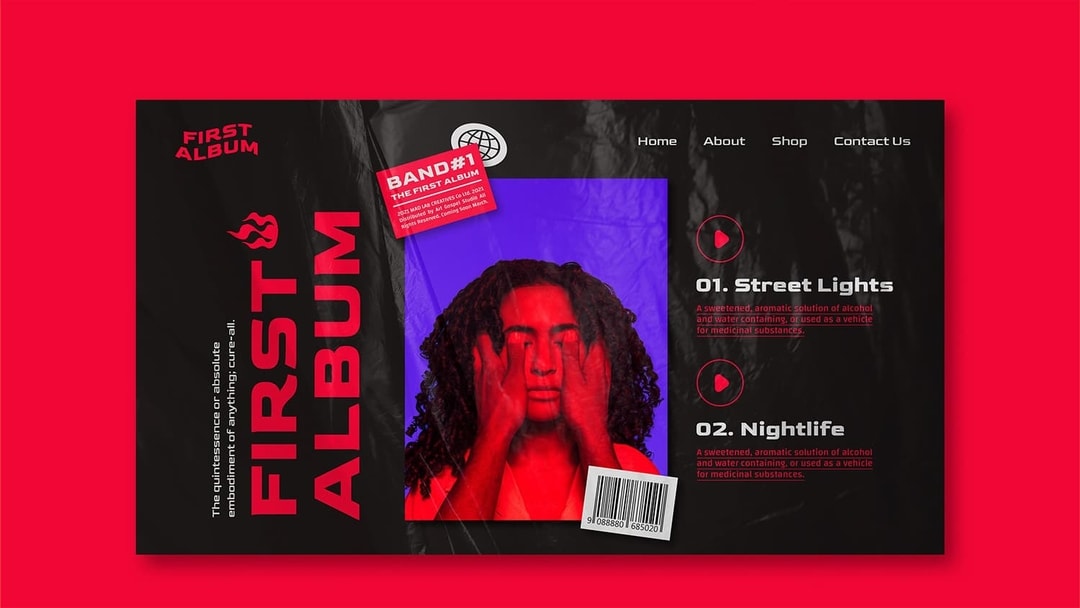 FIRST
ALBUM
Home
About
Shop
Contact Us
BAND#1
THE FIRST ALBUM
2021 MAD LAB CREATIVES Co Ltd. 2021
Distributed by Art Gospel Studio All
Rights Reserved. Coming Soon March.
The quintessence or absolute
embodiment of anything; cure-all.
FIRST
ALBUM
01. Street Lights
A sweetened, aromatic solution of alcohol
and water containing, or used as a vehicle
for medicinal substances.
02. Nightlife
A sweetened, aromatic solution of alcohol
and water containing, or used as a vehicle
for medicinal substances.
9 088880 685020